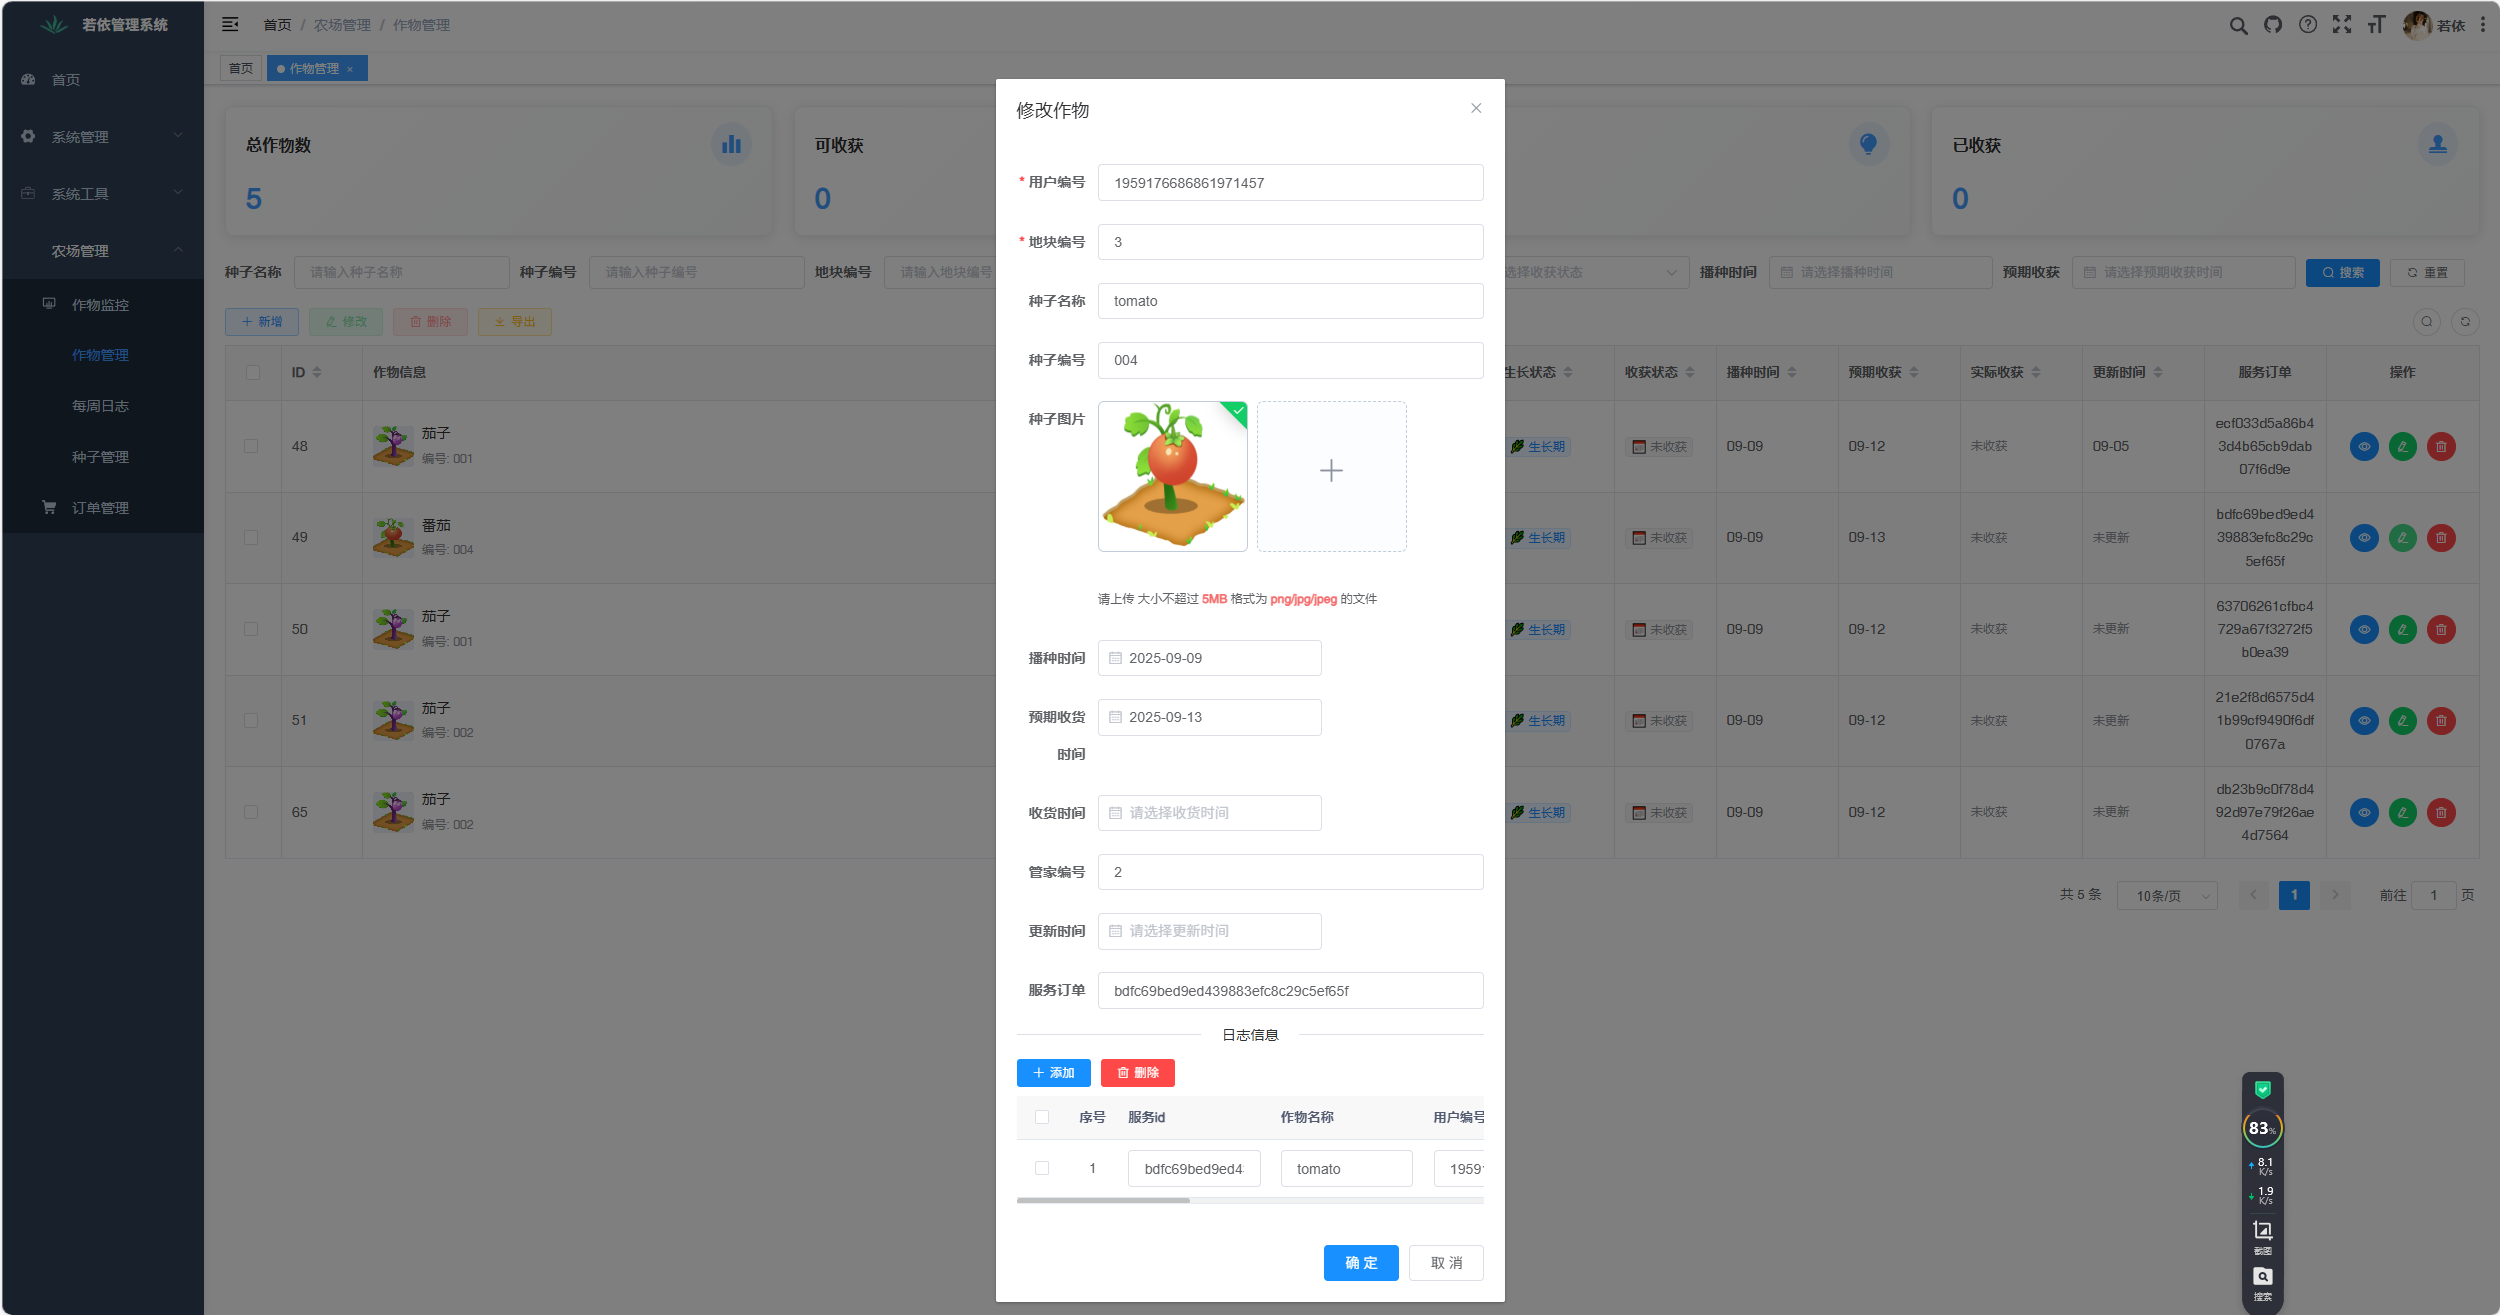 若依管理系统
首页 / 农场管理 / 作物管理
若依
首页
作物管理 ×
首页
系统管理
系统工具
农场管理
作物监控
作物管理
每周日志
种子管理
订单管理
总作物数
5
可收获
0
已收获
0
种子名称 请输入种子名称 种子编号 请输入种子编号 地块编号 请输入地块编号
选择收获状态 播种时间 请选择播种时间 预期收获 请选择预期收获时间 搜索 重置
新增 修改 删除 导出
ID 作物信息 生长状态 收获状态 播种时间 预期收获 实际收获 更新时间 服务订单 操作
48 茄子 编号: 001 生长期 未收获 09-09 09-12 未收获 09-05
ecf033d5a86b4
3d4b65cb9dab
07f6d9e
49 番茄 编号: 004 生长期 未收获 09-09 09-13 未收获 未更新
bdfc69bed9ed4
39883efc8c29c
5ef65f
50 茄子 编号: 001 生长期 未收获 09-09 09-12 未收获 未更新
63706261cfbc4
729a67f3272f5
b0ea39
51 茄子 编号: 002 生长期 未收获 09-09 09-12 未收获 未更新
21e2f8d6575d4
1b99cf9490f6df
0767a
65 茄子 编号: 002 生长期 未收获 09-09 09-12 未收获 未更新
db23b9c0f78d4
92d97e79f26ae
4d7564
共 5 条 10条/页 1 前往 1 页
修改作物
* 用户编号 1959176686861971457
* 地块编号 3
种子名称 tomato
种子编号 004
种子图片
请上传 大小不超过 5MB 格式为 png/jpg/jpeg 的文件
播种时间 2025-09-09
预期收货 2025-09-13
时间
收货时间 请选择收货时间
管家编号 2
更新时间 请选择更新时间
服务订单 bdfc69bed9ed439883efc8c29c5ef65f
日志信息
添加 删除
序号 服务id 作物名称 用户编号
1 bdfc69bed9ed4 tomato 1959
确 定 取 消
83%
8.1
K/s
1.9
K/s
截图
搜索